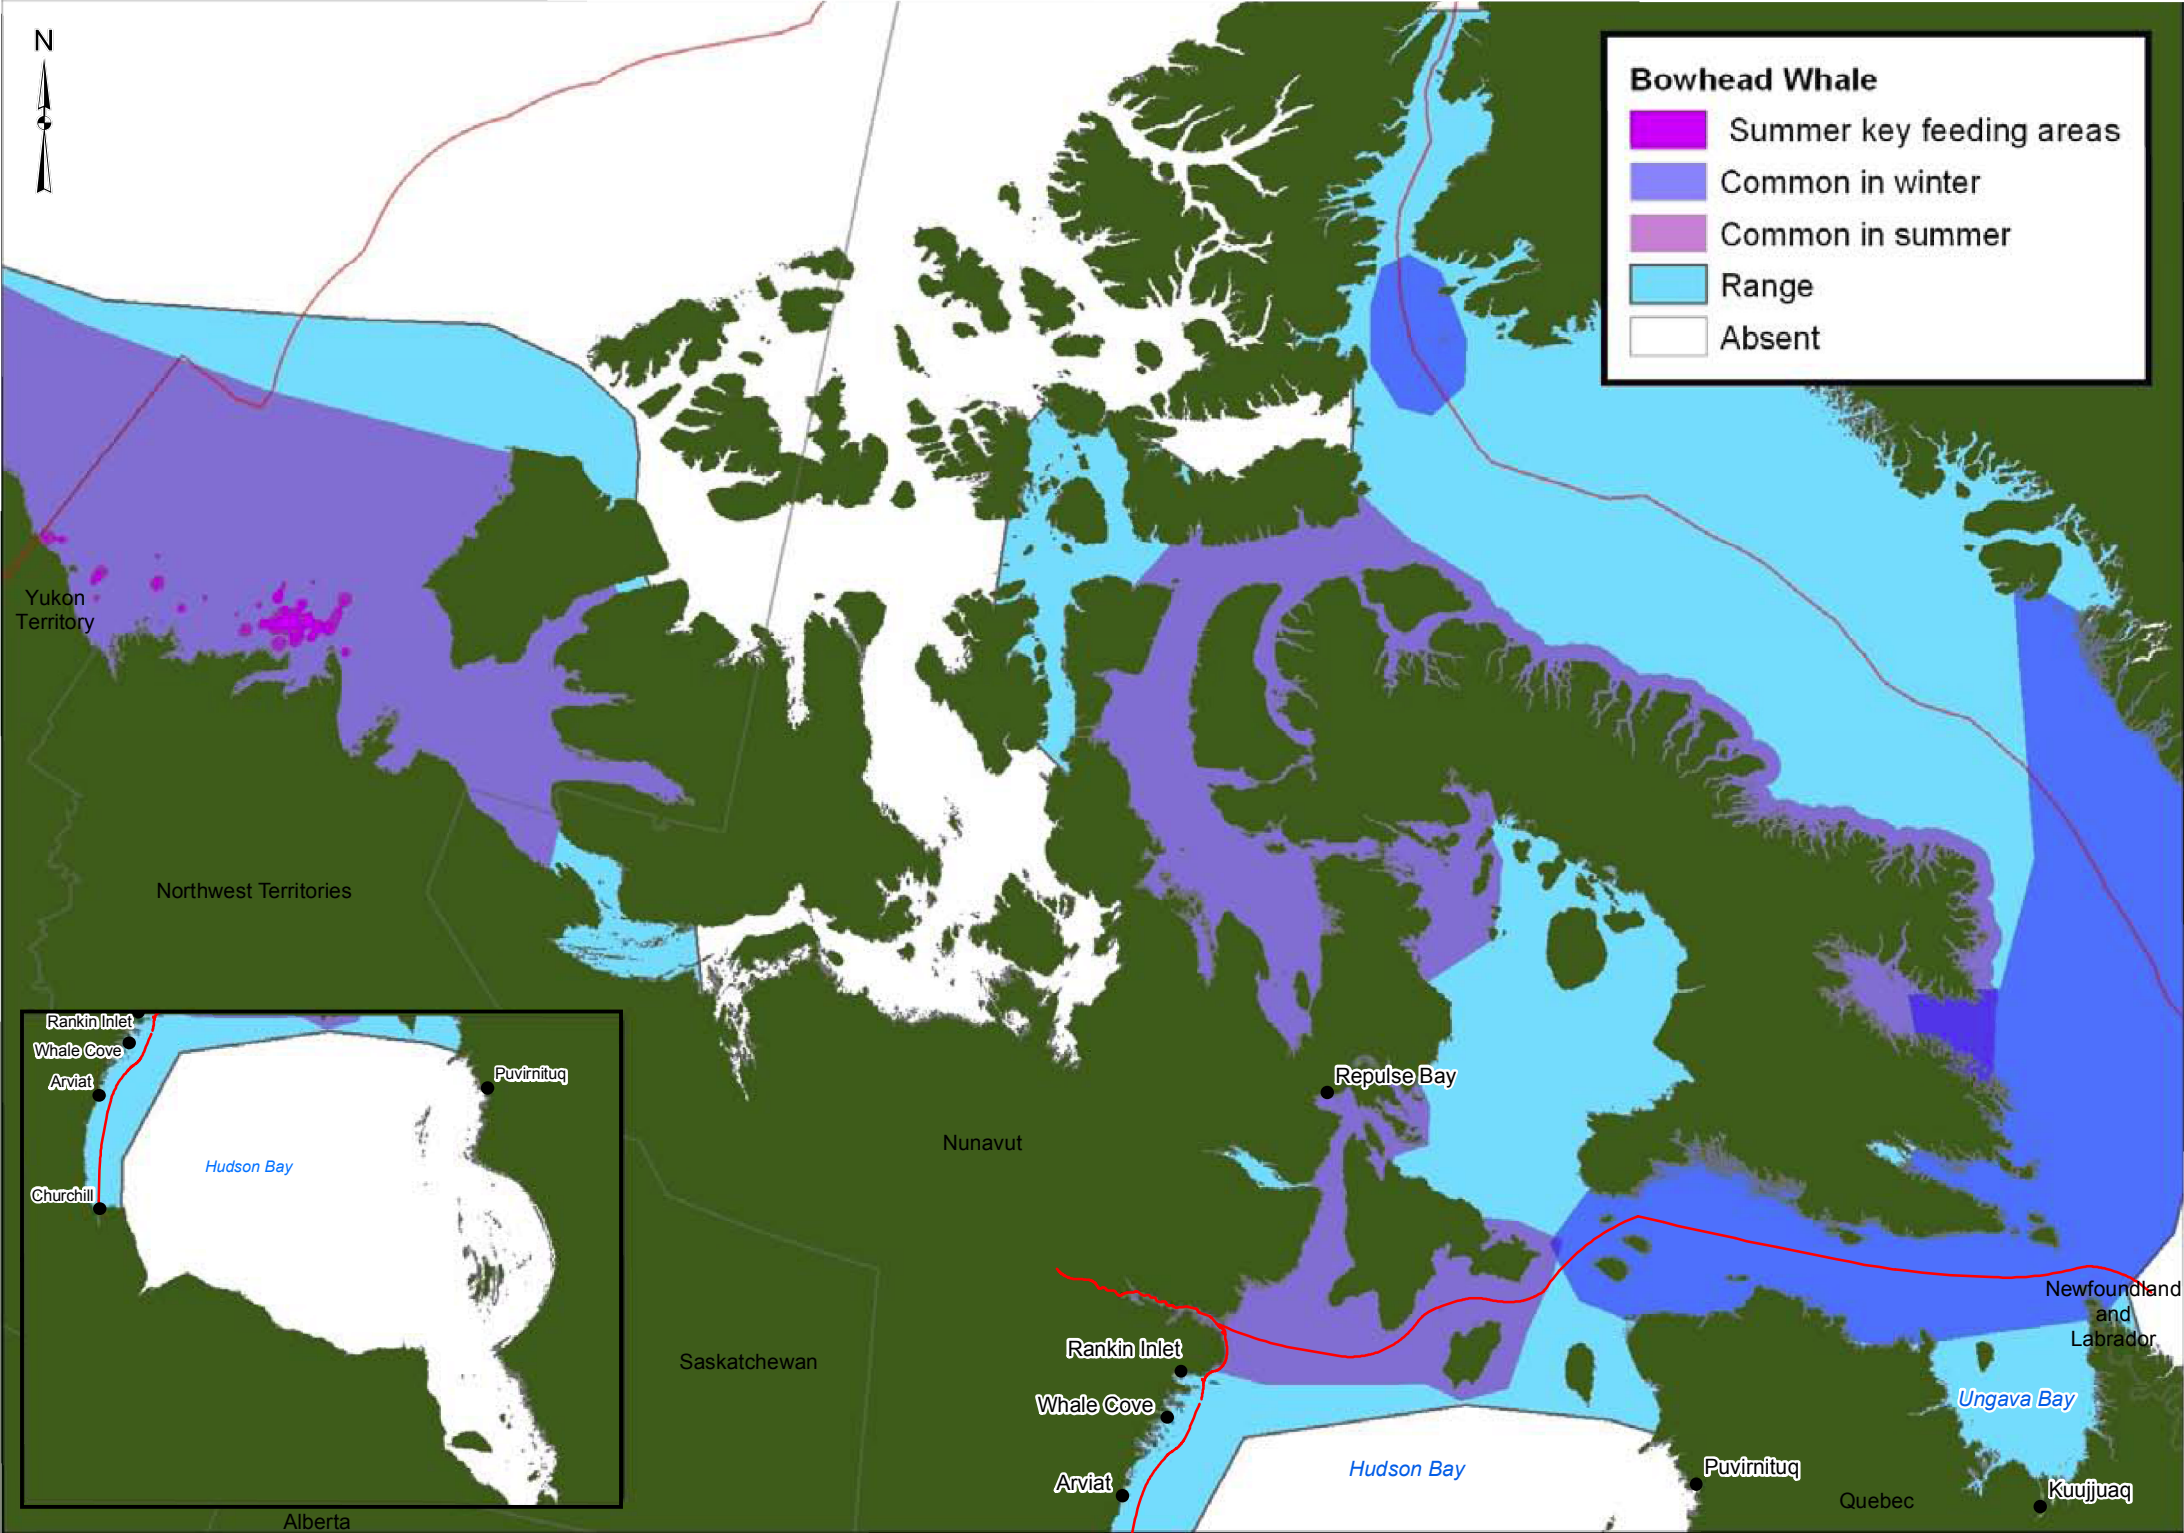 N
Bowhead Whale
Summer key feeding areas
Common in winter
Common in summer
Range
Absent
Yukon
Territory
Northwest Territories
Nunavut
Repulse Bay
Rankin Inlet
Whale Cove
Arviat
Churchill
Hudson Bay
Puvirnituq
Saskatchewan
Alberta
Rankin Inlet
Whale Cove
Arviat
Hudson Bay
Puvirnituq
Quebec
Newfoundland
and
Labrador
Ungava Bay
Kuujjuaq